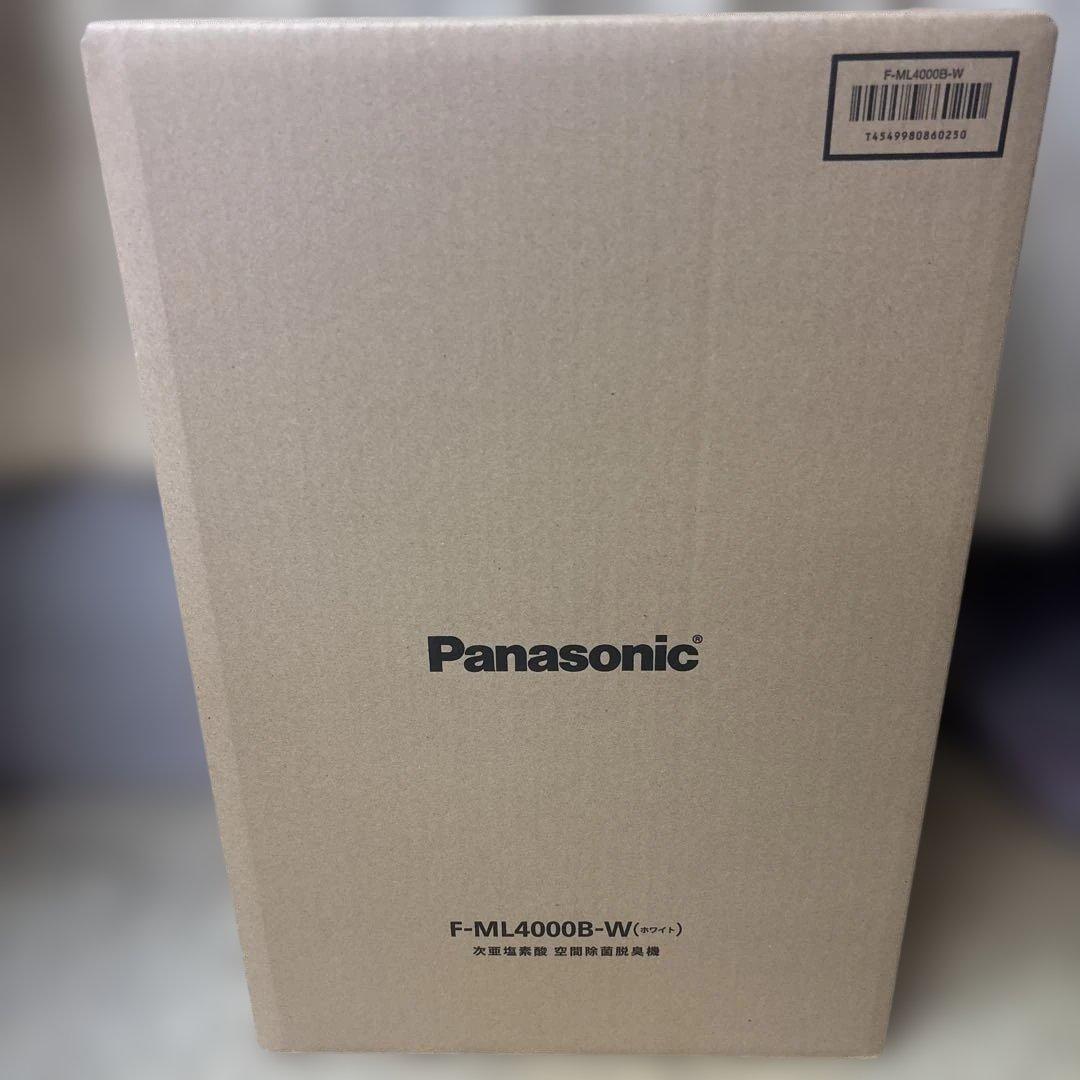 F-ML4000B-W
T4549980860250
Panasonic®
F-ML4000B-W(ホワイト)
次亜塩素酸 空間除菌脱臭機